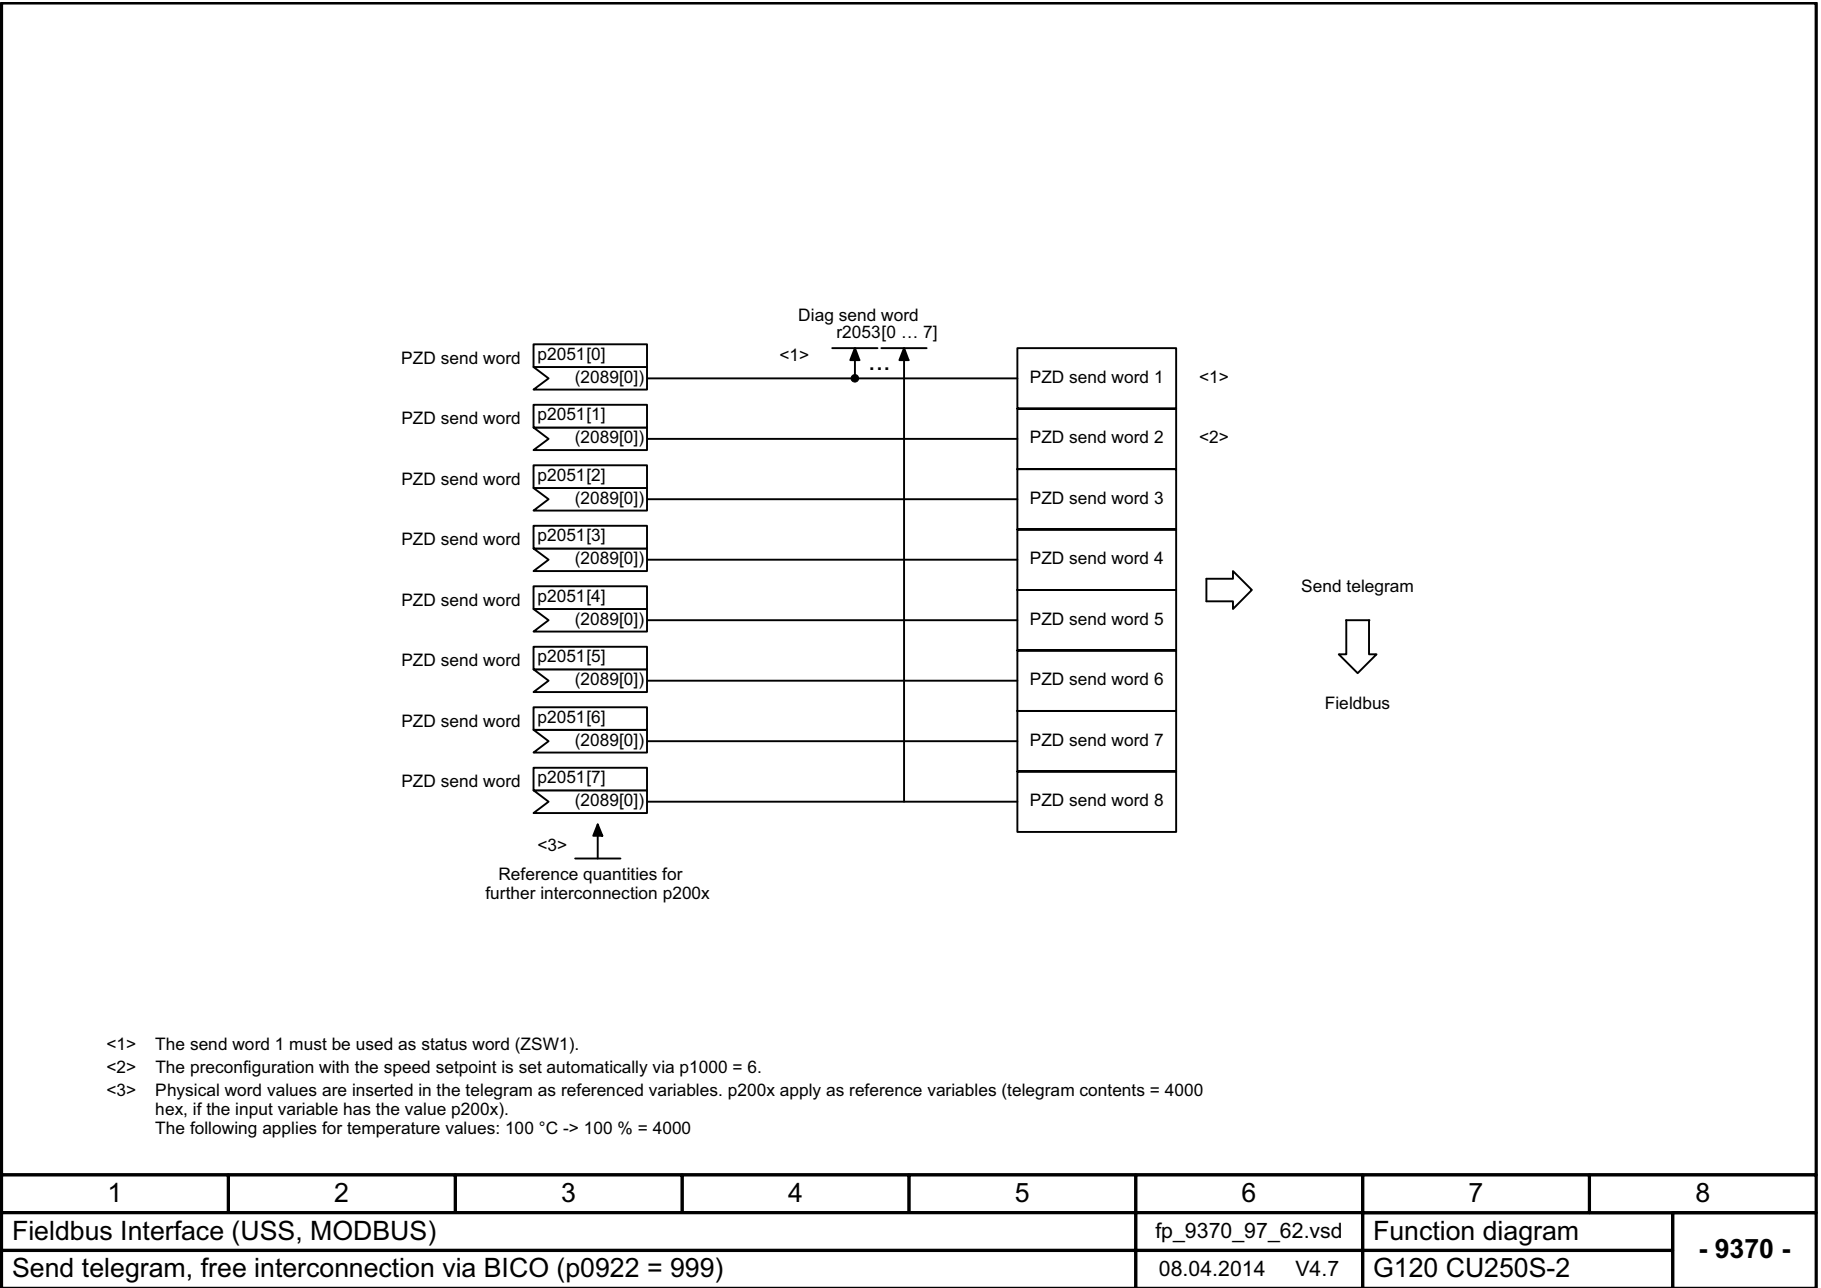 Diag send word
r2053[0 … 7]
<1>
...
PZD send word
p2051[0]
(2089[0])
PZD send word 1
<1>
PZD send word
p2051[1]
(2089[0])
PZD send word 2
<2>
PZD send word
p2051[2]
(2089[0])
PZD send word 3
PZD send word
p2051[3]
(2089[0])
PZD send word 4
PZD send word
p2051[4]
(2089[0])
PZD send word 5
PZD send word
p2051[5]
(2089[0])
PZD send word 6
PZD send word
p2051[6]
(2089[0])
PZD send word 7
PZD send word
p2051[7]
(2089[0])
PZD send word 8
Send telegram
Fieldbus
<3>
Reference quantities for
further interconnection p200x
<1> The send word 1 must be used as status word (ZSW1).
<2> The preconfiguration with the speed setpoint is set automatically via p1000 = 6.
<3> Physical word values are inserted in the telegram as referenced variables. p200x apply as reference variables (telegram contents = 4000
hex, if the input variable has the value p200x).
The following applies for temperature values: 100 °C -> 100 % = 4000
1 2 3 4 5 6 7 8
Fieldbus Interface (USS, MODBUS)
fp_9370_97_62.vsd
Function diagram
- 9370 -
Send telegram, free interconnection via BICO (p0922 = 999)
08.04.2014 V4.7
G120 CU250S-2